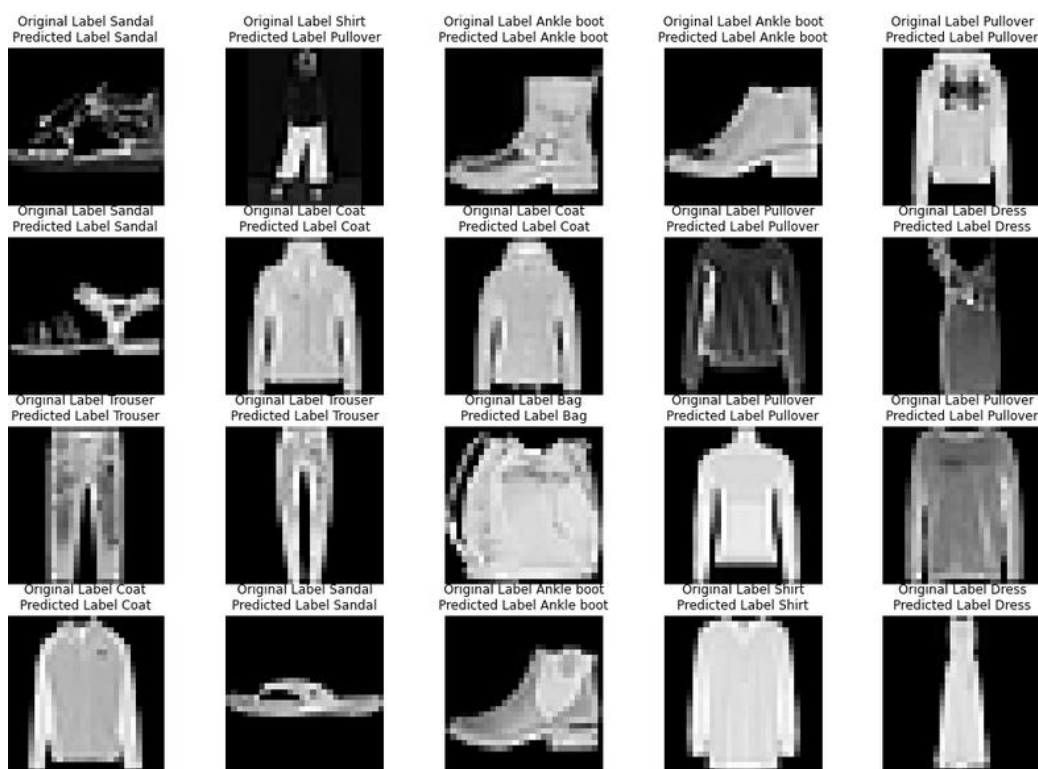 Original Label Sandal
Predicted Label Sandal
Original Label Shirt
Predicted Label Pullover
Original Label Ankle boot
Predicted Label Ankle boot
Original Label Ankle boot
Predicted Label Ankle boot
Original Label Pullover
Predicted Label Pullover
Original Label Sandal
Predicted Label Sandal
Original Label Coat
Predicted Label Coat
Original Label Coat
Predicted Label Coat
Original Label Pullover
Predicted Label Pullover
Original Label Dress
Predicted Label Dress
Original Label Trouser
Predicted Label Trouser
Original Label Trouser
Predicted Label Trouser
Original Label Bag
Predicted Label Bag
Original Label Pullover
Predicted Label Pullover
Original Label Pullover
Predicted Label Pullover
Original Label Coat
Predicted Label Coat
Original Label Sandal
Predicted Label Sandal
Original Label Ankle boot
Predicted Label Ankle boot
Original Label Shirt
Predicted Label Shirt
Original Label Dress
Predicted Label Dress